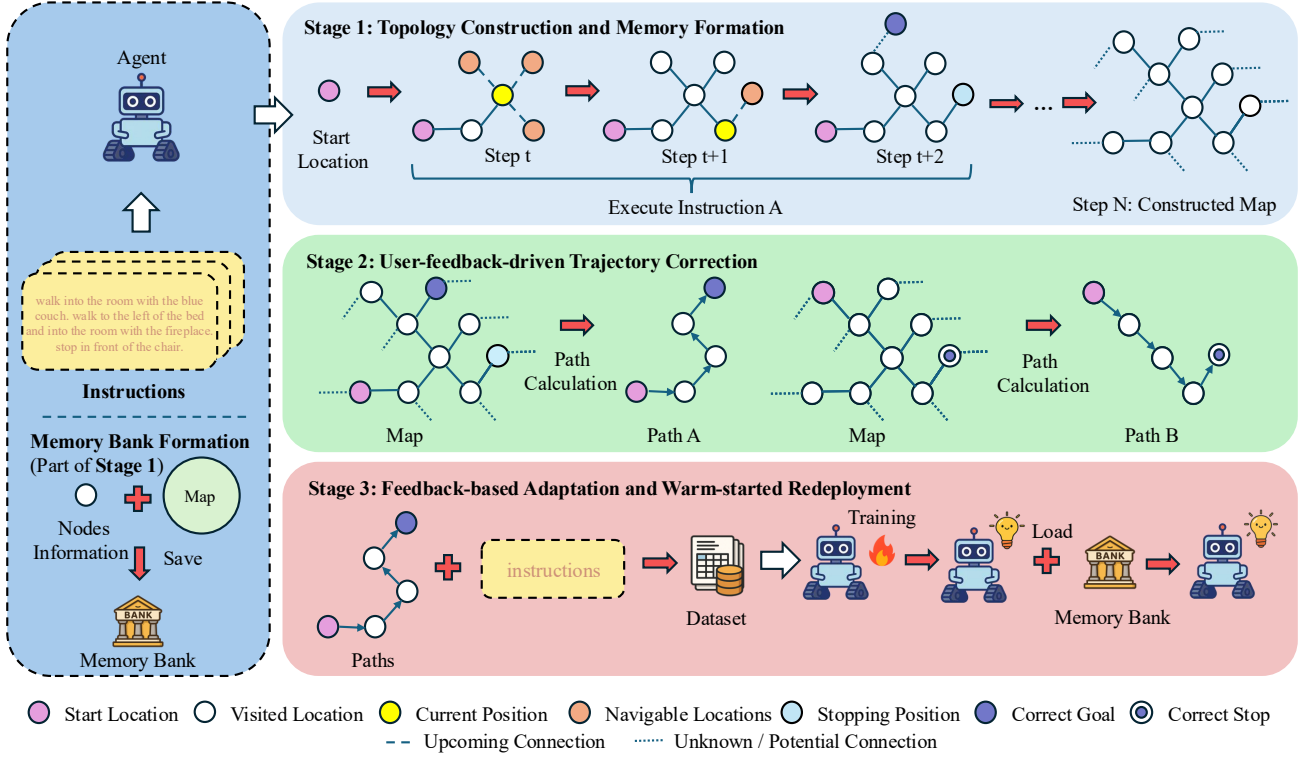 Agent
walk into the room with the blue
couch. walk to the left of the bed
and into the room with the fireplace.
stop in front of the chair.
Instructions
Memory Bank Formation
(Part of Stage 1)
Map
Nodes
Information
Save
BANK
Memory Bank
Stage 1: Topology Construction and Memory Formation
Start
Location
Step t
Step t+1
Step t+2
...
Execute Instruction A
Step N: Constructed Map
Stage 2: User-feedback-driven Trajectory Correction
Map
Path
Calculation
Path A
Map
Path
Calculation
Path B
Stage 3: Feedback-based Adaptation and Warm-started Redeployment
Paths
instructions
Dataset
Training
Load
BANK
Memory Bank
Start Location
Visited Location
Current Position
Navigable Locations
Stopping Position
Correct Goal
Correct Stop
Upcoming Connection
Unknown / Potential Connection